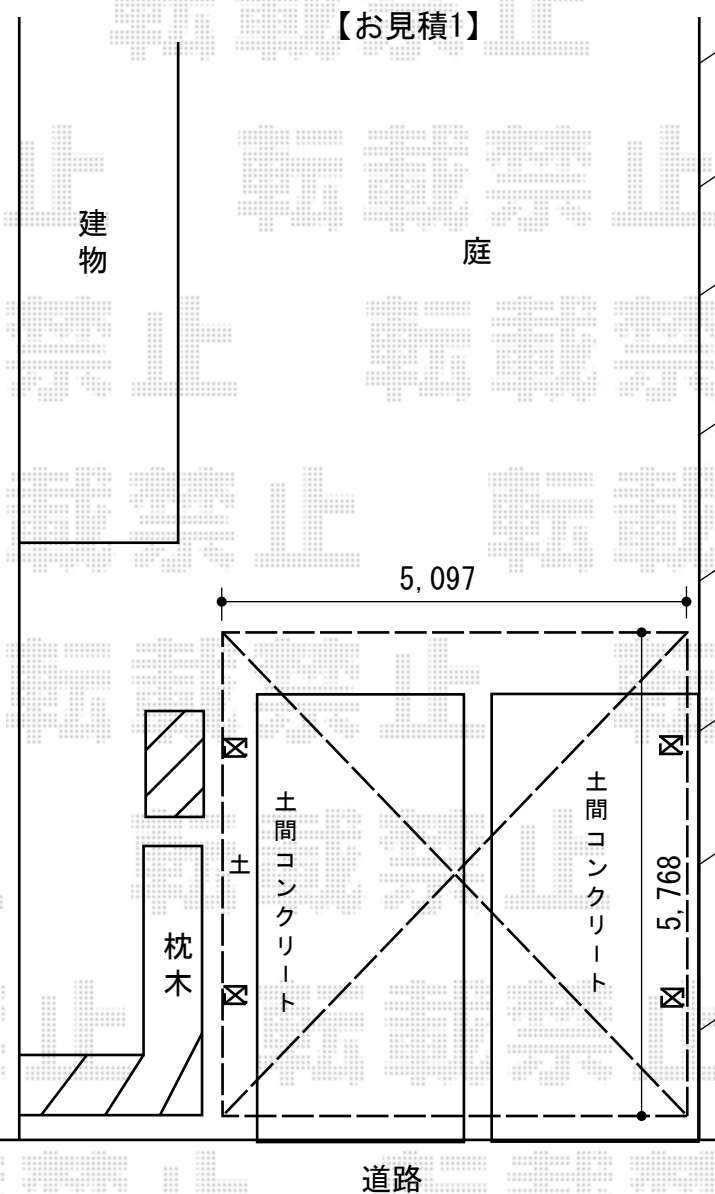 【お見積1】
建物
庭
5,097
土間コンクリート
土間コンクリート
土
5,768
枕木
道路
転載禁止